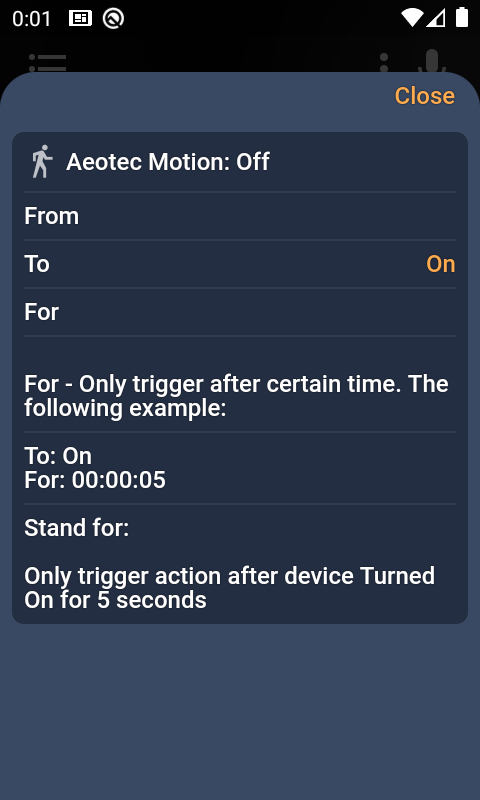 0:01
Close
Aeotec Motion: Off
From
To
On
For
For - Only trigger after certain time. The
following example:
To: On
For: 00:00:05
Stand for:
Only trigger action after device Turned
On for 5 seconds